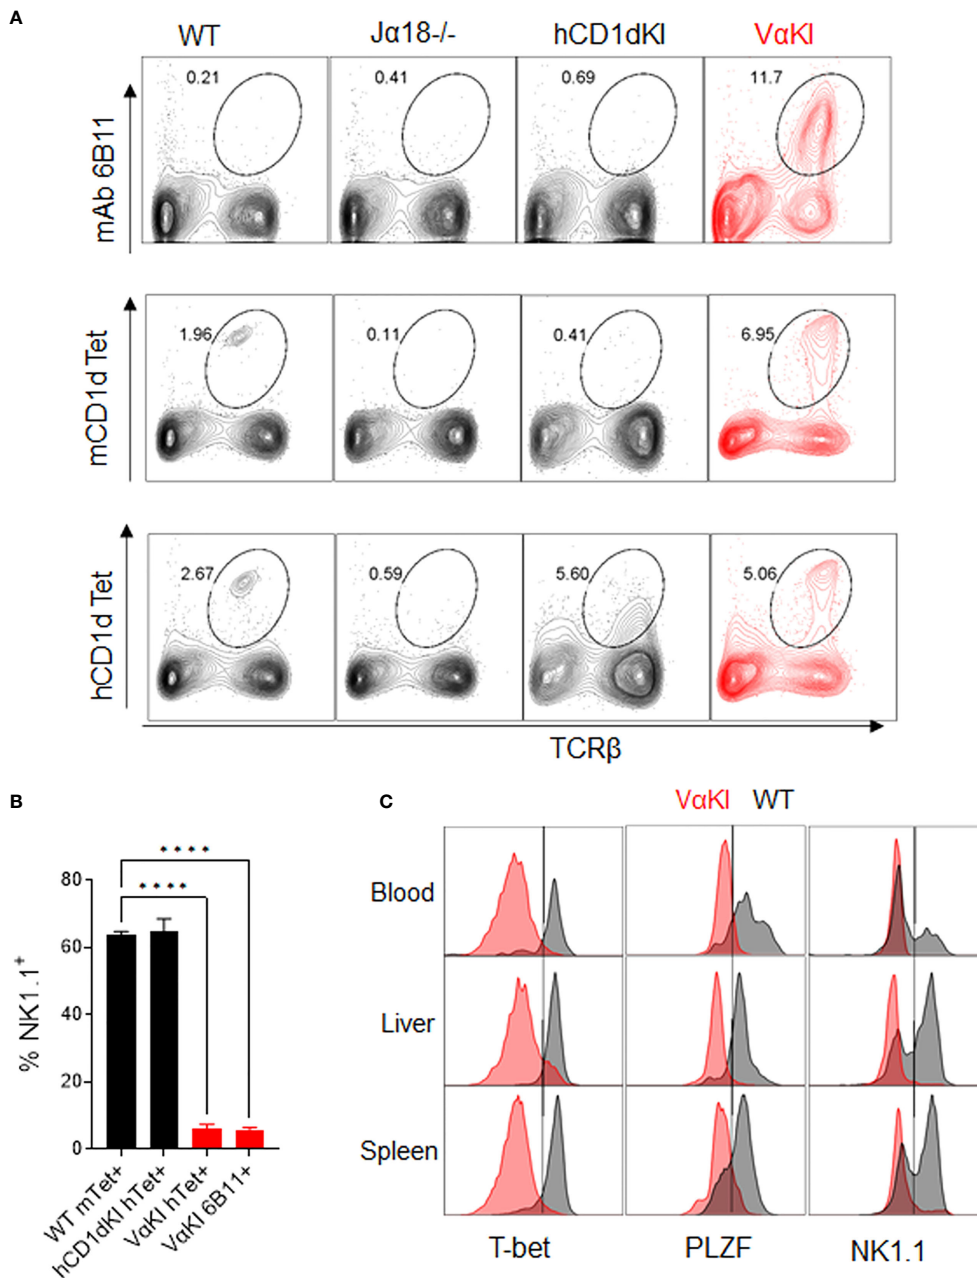 A
WT Jα18-/- hCD1dKI VαKI
mAb 6B11
0.21 0.41 0.69 11.7
mCD1d Tet
1.96 0.11 0.41 6.95
hCD1d Tet
2.67 0.59 5.60 5.06
TCRβ
B
****
****
% NK1.1+
80
60
40
20
0
WT mTet+
hCD1dKI hTet+
VαKI hTet+
VαKI 6B11+
C
VαKI WT
Blood
Liver
Spleen
T-bet PLZF NK1.1